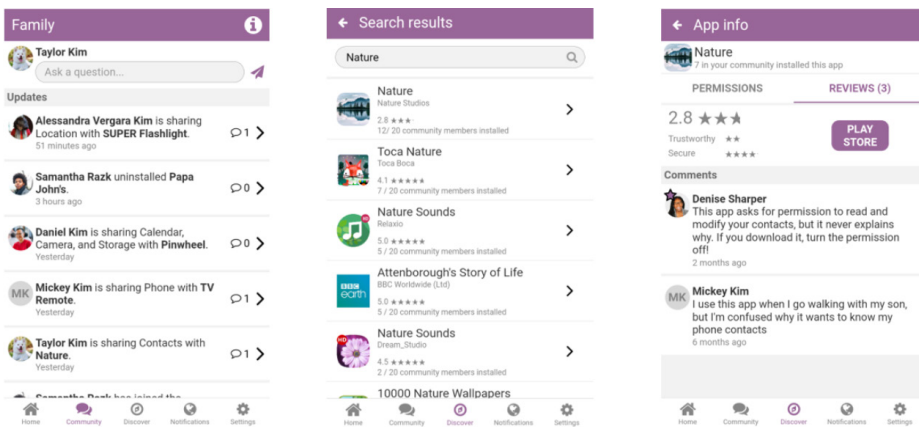 Family
Taylor Kim
Ask a question...
Updates
Alessandra Vergara Kim is sharing
Location with SUPER Flashlight.
51 minutes ago
1
Samantha Razk uninstalled Papa
John's.
3 hours ago
0
Daniel Kim is sharing Calendar,
Camera, and Storage with Pinwheel.
Yesterday
0
MK
Mickey Kim is sharing Phone with TV
Remote.
Yesterday
1
Taylor Kim is sharing Contacts with
Nature.
Yesterday
1
Samantha Razk has joined the
Home Community Discover Notifications Settings
Search results
Nature
Nature
Nature Studios
2.8
12/ 20 community members installed
Toca Nature
Toca Boca
4.1
7 / 20 community members installed
Nature Sounds
Relaxio
5.0
5 / 20 community members installed
BBC
earth
Attenborough's Story of Life
BBC Worldwide (Ltd)
5.0
5 / 20 community members installed
HD
Nature Sounds
Dream_Studio
4.5
2 / 20 community members installed
10000 Nature Wallpapers
Home Community Discover Notifications Settings
App info
Nature
7 in your community installed this app
PERMISSIONS REVIEWS (3)
2.8
Trustworthy
Secure
PLAY
STORE
Comments
Denise Sharper
This app asks for permission to read and
modify your contacts, but it never explains
why. If you download it, turn the permission
off!
2 months ago
MK
Mickey Kim
I use this app when I go walking with my son,
but I'm confused why it wants to know my
phone contacts
6 months ago
Home Community Discover Notifications Settings